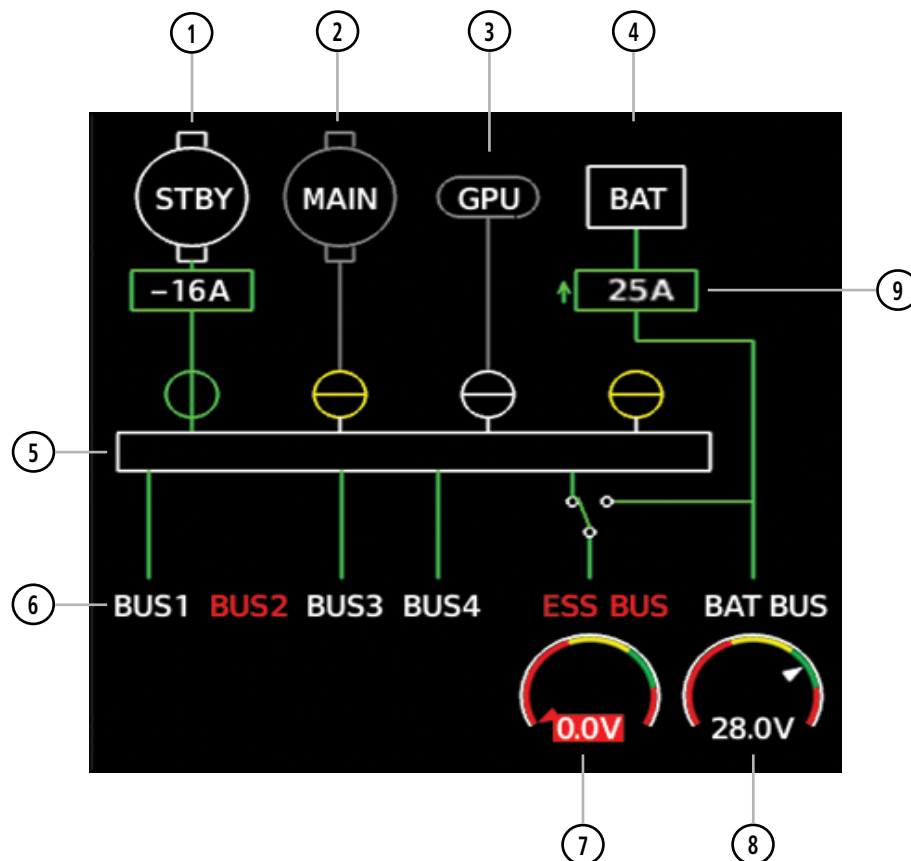 1 2 3 4
STBY MAIN GPU BAT
−16A 25A 9
5
6 BUS1 BUS2 BUS3 BUS4 ESS BUS BAT BUS
0.0V 28.0V
7 8